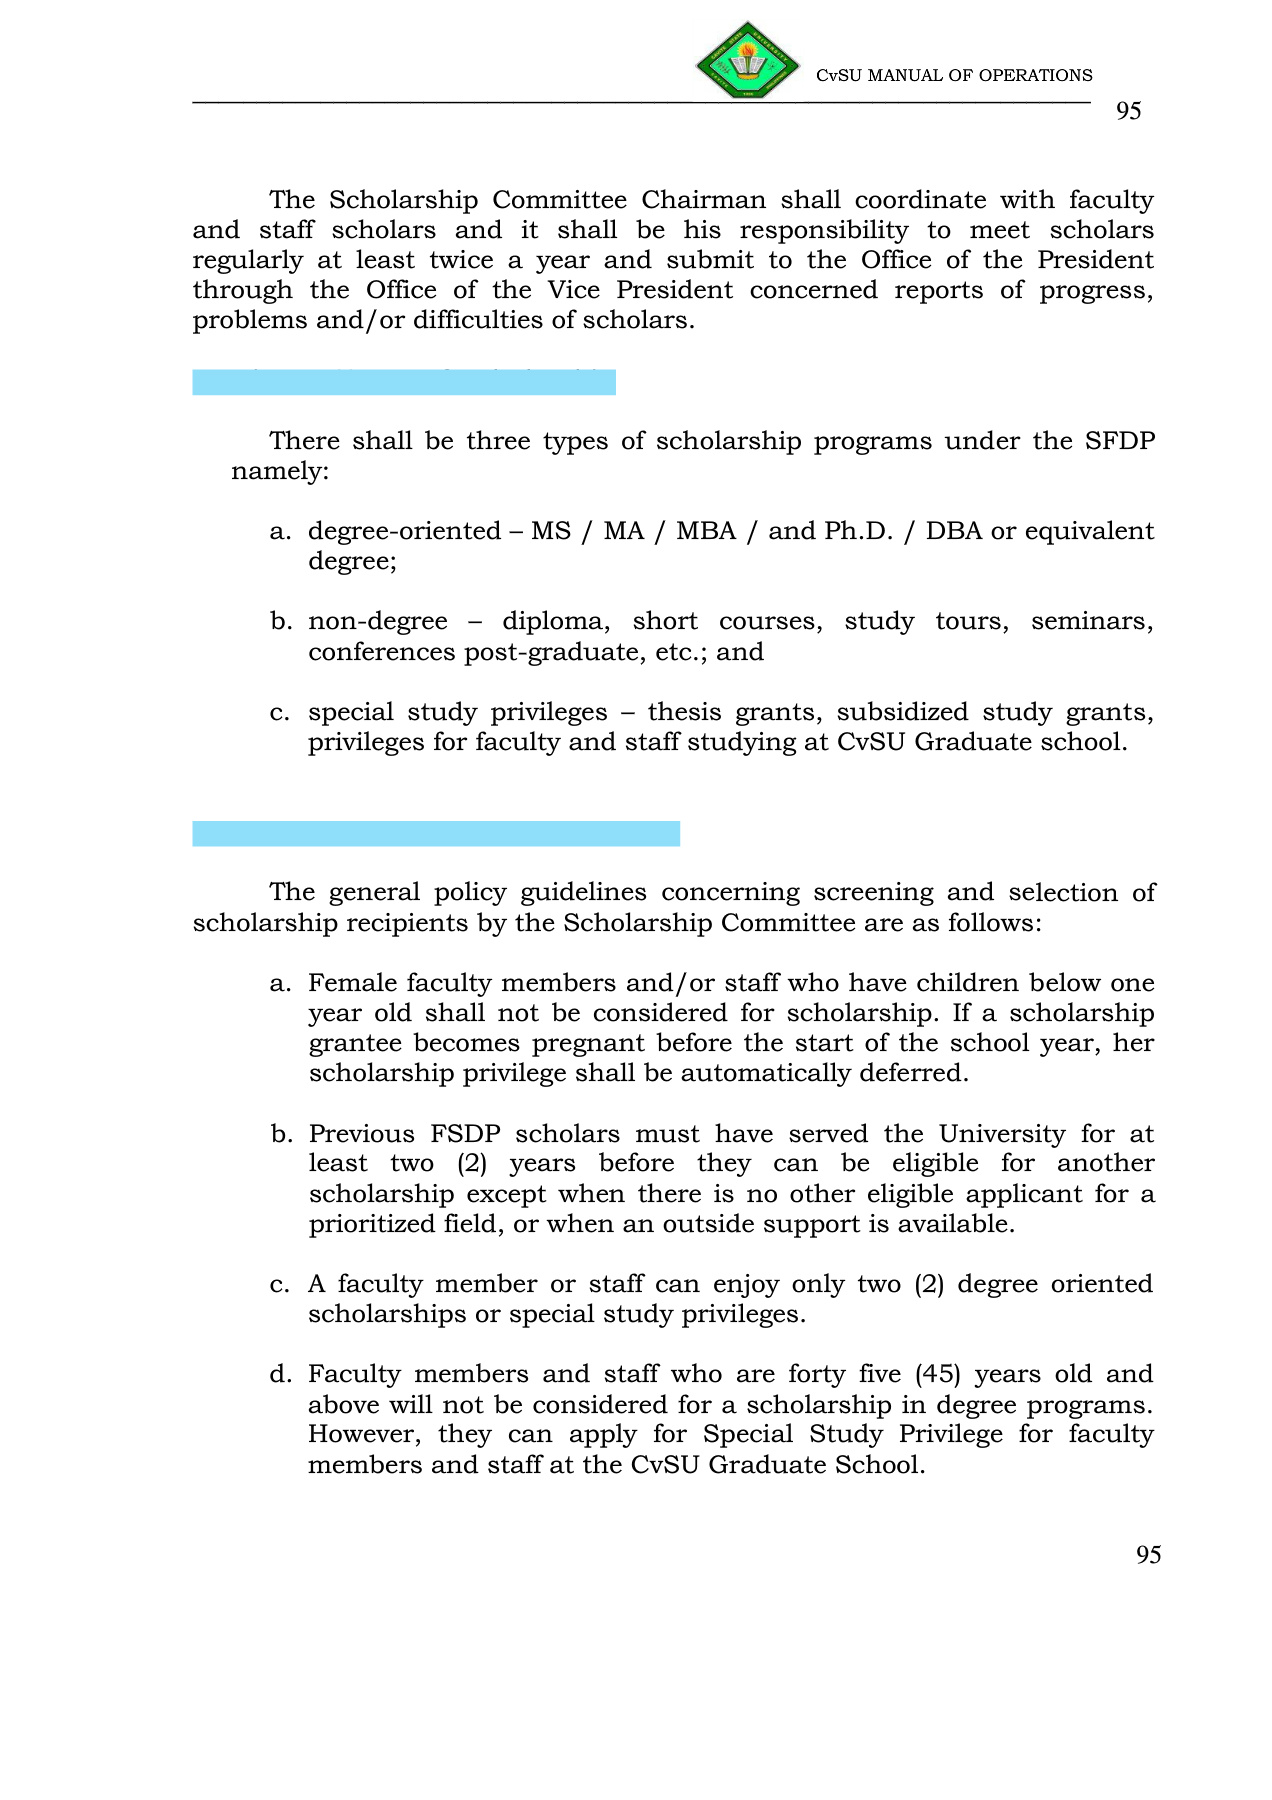 CvSU MANUAL OF OPERATIONS
95
The Scholarship Committee Chairman shall coordinate with faculty
and staff scholars and it shall be his responsibility to meet scholars
regularly at least twice a year and submit to the Office of the President
through the Office of the Vice President concerned reports of progress,
problems and/or difficulties of scholars.
There shall be three types of scholarship programs under the SFDP
namely:
a. degree-oriented – MS / MA / MBA / and Ph.D. / DBA or equivalent
degree;
b. non-degree – diploma, short courses, study tours, seminars,
conferences post-graduate, etc.; and
c. special study privileges – thesis grants, subsidized study grants,
privileges for faculty and staff studying at CvSU Graduate school.
The general policy guidelines concerning screening and selection of
scholarship recipients by the Scholarship Committee are as follows:
a. Female faculty members and/or staff who have children below one
year old shall not be considered for scholarship. If a scholarship
grantee becomes pregnant before the start of the school year, her
scholarship privilege shall be automatically deferred.
b. Previous FSDP scholars must have served the University for at
least two (2) years before they can be eligible for another
scholarship except when there is no other eligible applicant for a
prioritized field, or when an outside support is available.
c. A faculty member or staff can enjoy only two (2) degree oriented
scholarships or special study privileges.
d. Faculty members and staff who are forty five (45) years old and
above will not be considered for a scholarship in degree programs.
However, they can apply for Special Study Privilege for faculty
members and staff at the CvSU Graduate School.
95